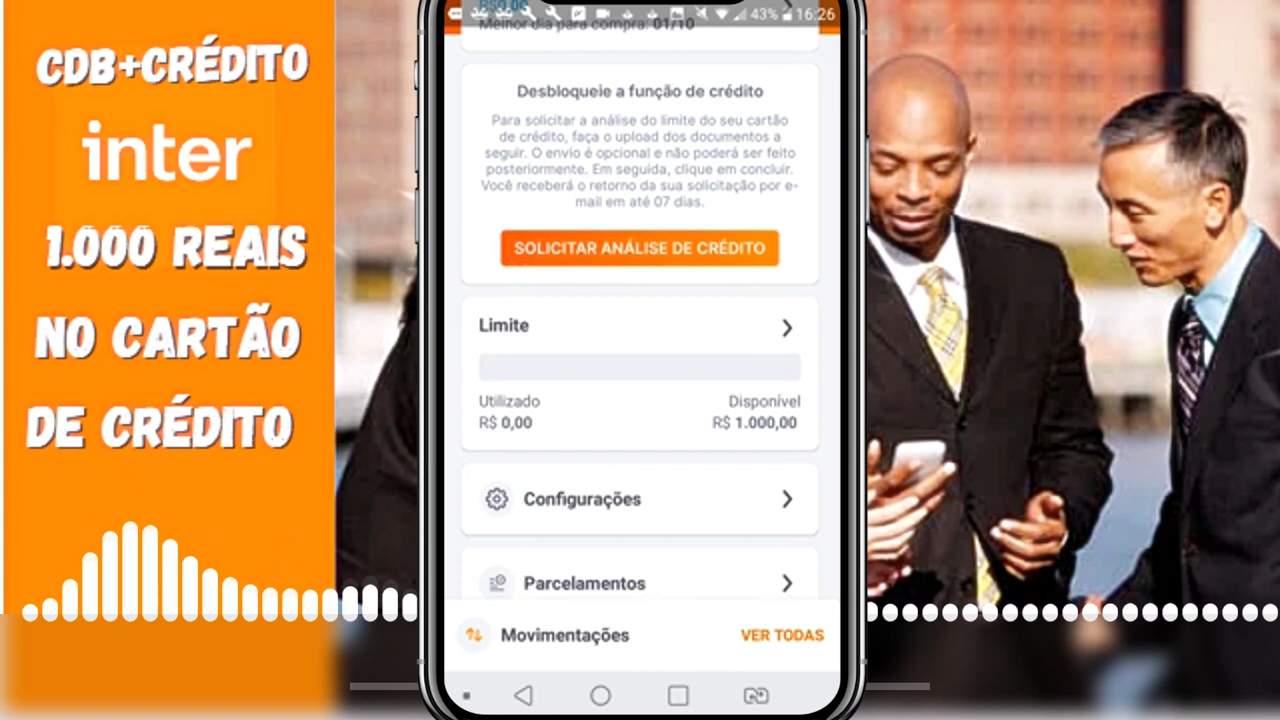 CDB+CRÉDITO
inter
1.000 REAIS
NO CARTÃO
DE CRÉDITO
43% 16:26
Melhor dia para compra: 01/10
Desbloqueie a função de crédito
Para solicitar a análise do limite do seu cartão
de crédito, faça o upload dos documentos a
seguir. O envio é opcional e não poderá ser feito
posteriormente. Em seguida, clique em concluir.
Você receberá o retorno da sua solicitação por e-
mail em até 07 dias.
SOLICITAR ANÁLISE DE CRÉDITO
Limite
Utilizado
Disponível
R$ 0,00
R$ 1.000,00
Configurações
Parcelamentos
Movimentações
VER TODAS